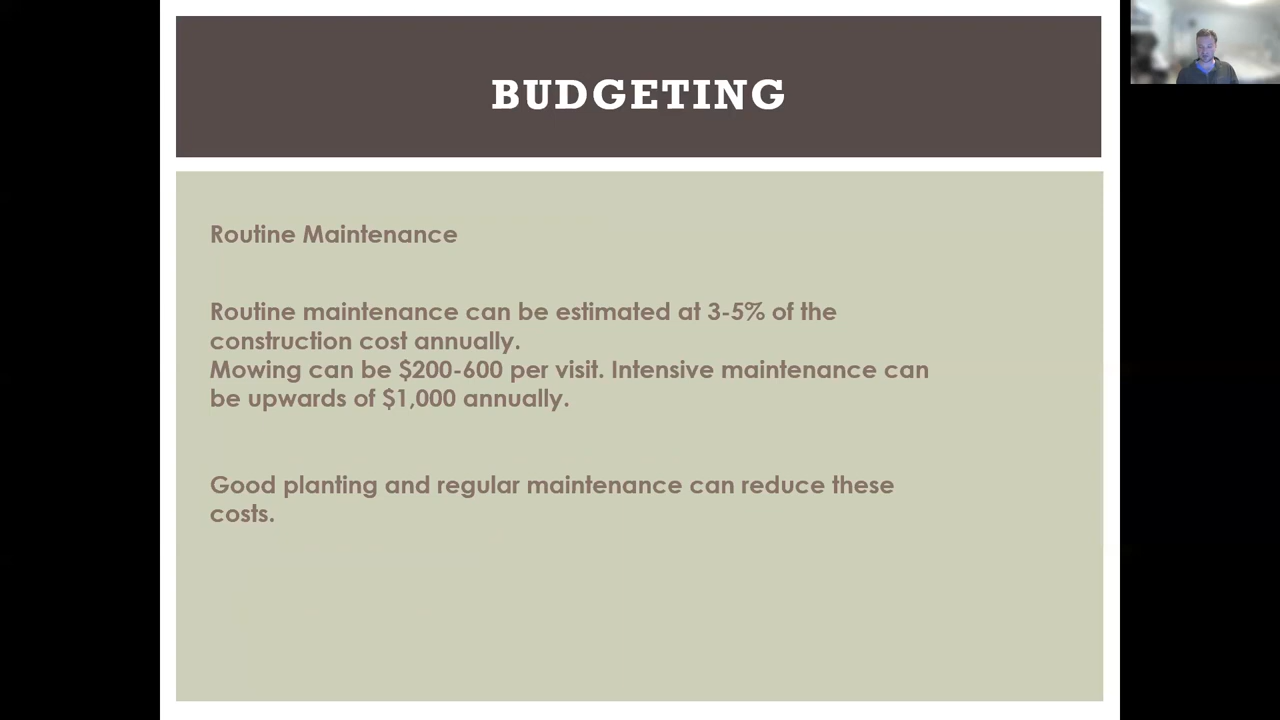 BUDGETING
Routine Maintenance
Routine maintenance can be estimated at 3-5% of the
construction cost annually.
Mowing can be $200-600 per visit. Intensive maintenance can
be upwards of $1,000 annually.
Good planting and regular maintenance can reduce these
costs.